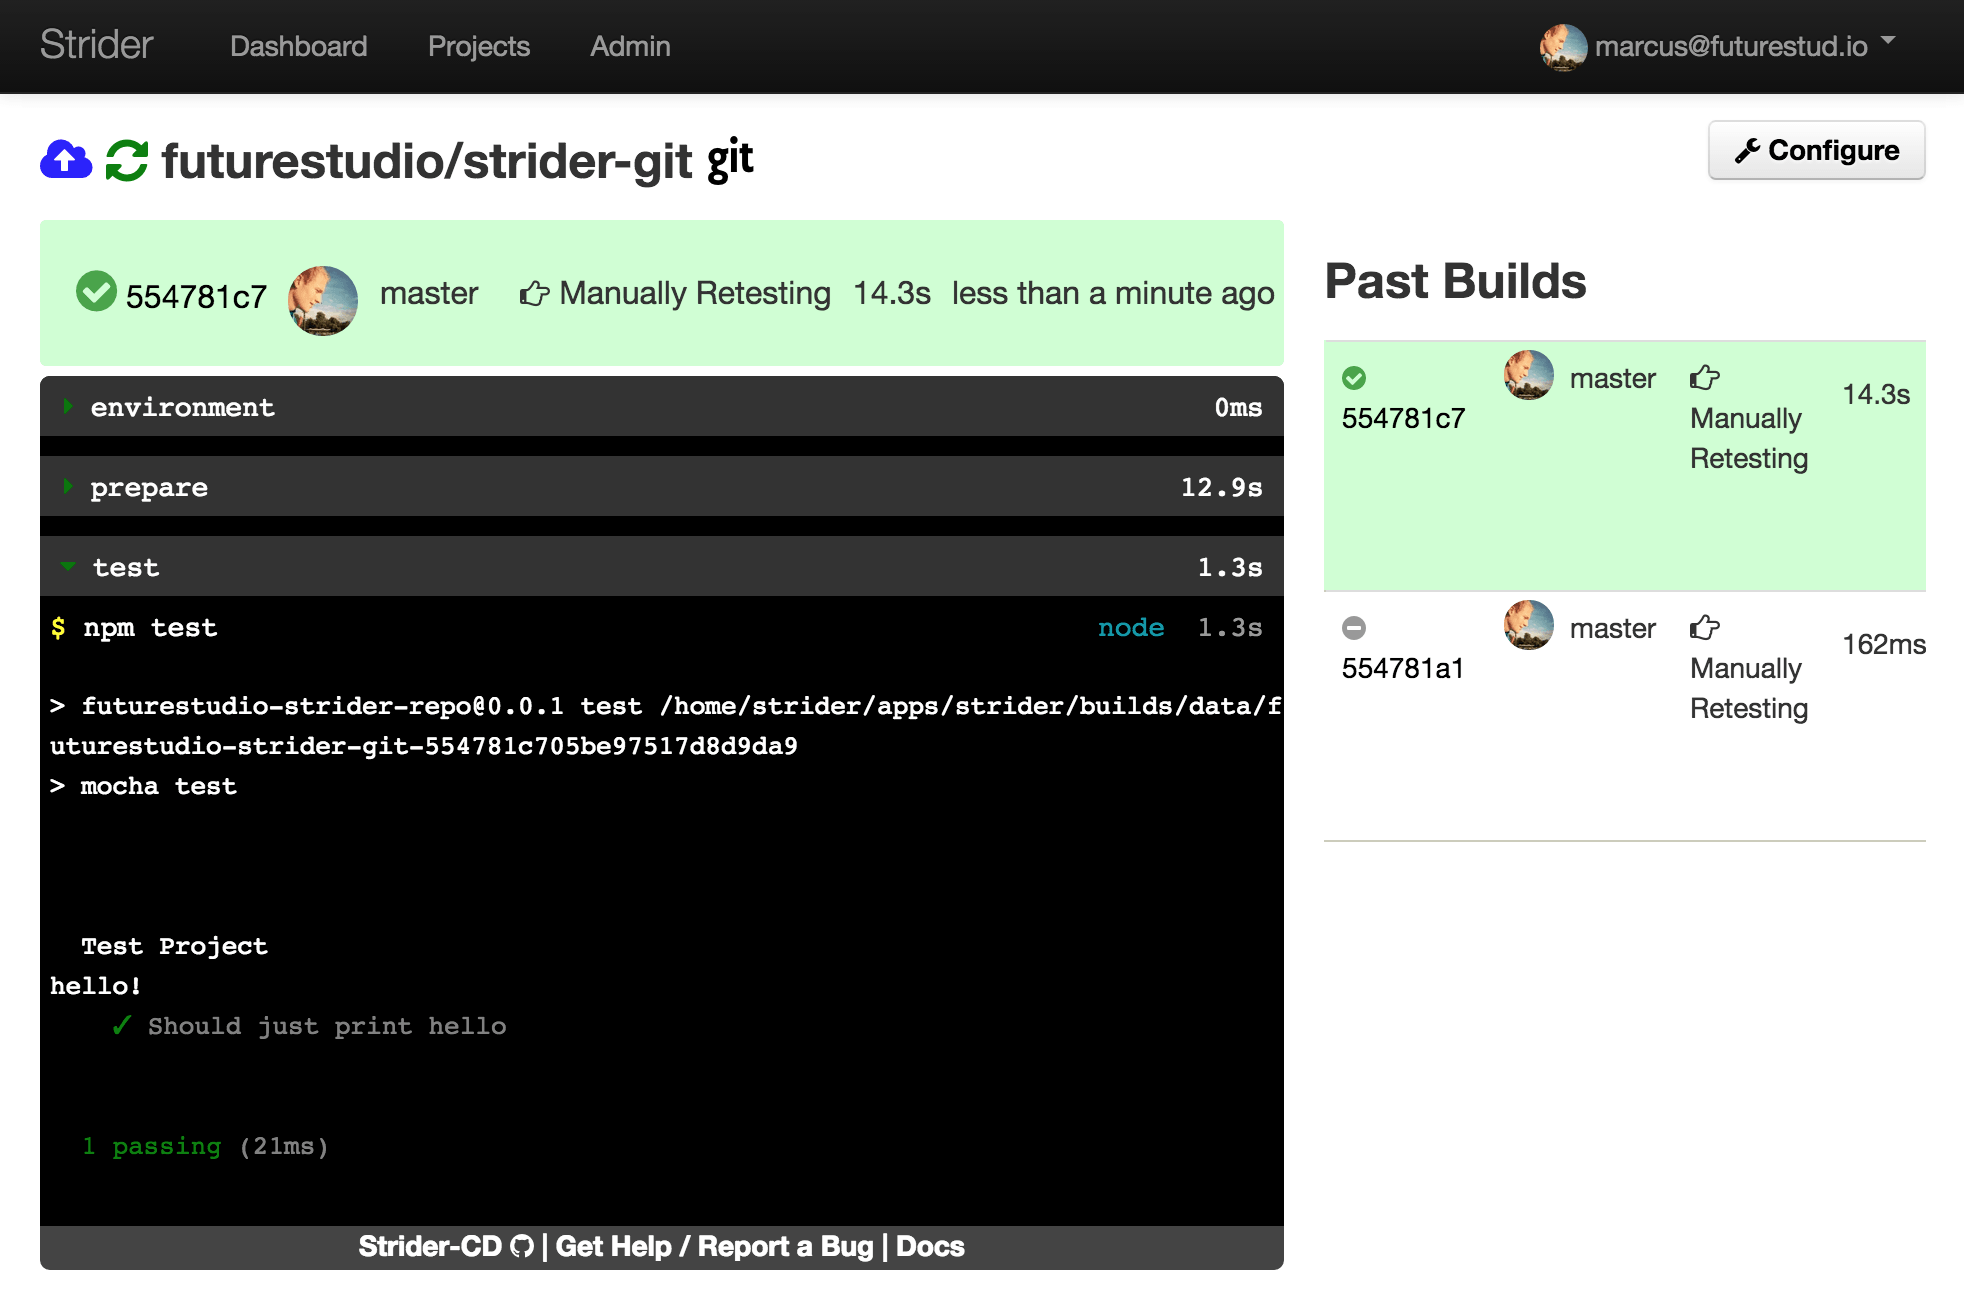 Strider Dashboard Projects Admin marcus@futurestud.io
futurestudio/strider-git git
Configure
554781c7 master Manually Retesting 14.3s less than a minute ago
environment 0ms
prepare 12.9s
test 1.3s
$ npm test node 1.3s
> futurestudio-strider-repo@0.0.1 test /home/strider/apps/strider/builds/data/f
uturestudio-strider-git-554781c705be97517d8d9da9
> mocha test
Test Project
hello!
✓ Should just print hello
1 passing (21ms)
Strider-CD | Get Help / Report a Bug | Docs
Past Builds
master 14.3s
554781c7 Manually
Retesting
master 162ms
554781a1 Manually
Retesting